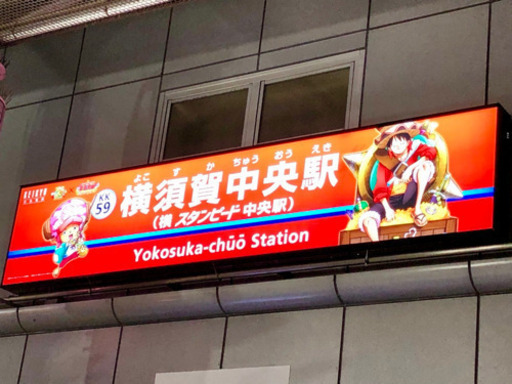 KEIKYU
KK
59
よこ す か ちゅう おう えき
横須賀中央駅
(横 スタンピード 中央駅)
Yokosuka-chūō Station